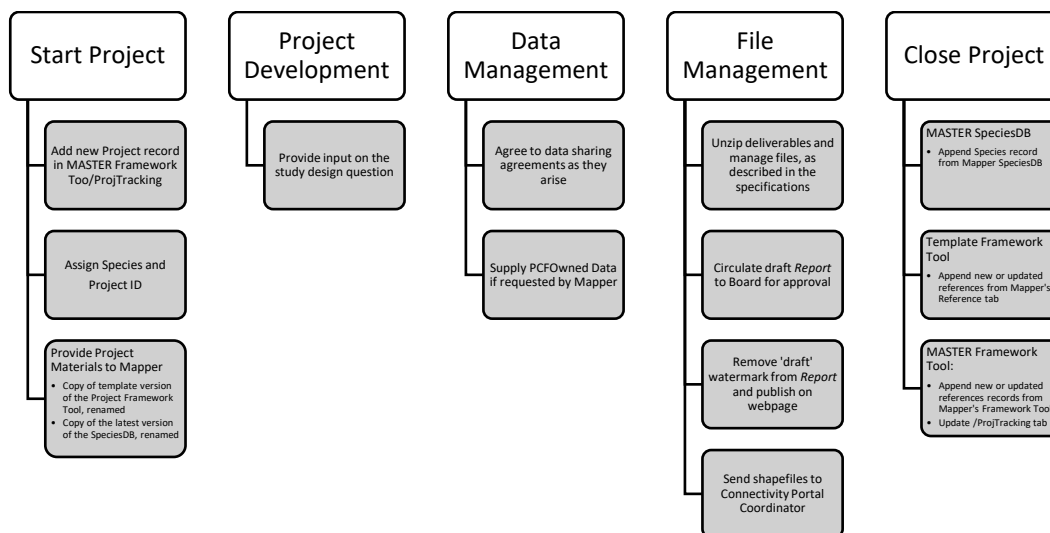 Start Project
Add new Project record
in MASTER Framework
Too/ProjTracking
Assign Species and
Project ID
Provide Project
Materials to Mapper
• Copy of template version
of the Project Framework
Tool, renamed
• Copy of the latest version
of the SpeciesDB, renamed
Project
Development
Provide input on the
study design question
Data
Management
Agree to data sharing
agreements as they
arise
Supply PCFOwned Data
if requested by Mapper
File
Management
Unzip deliverables and
manage files, as
described in the
specifications
Circulate draft Report
to Board for approval
Remove 'draft'
watermark from Report
and publish on
webpage
Send shapefiles to
Connectivity Portal
Coordinator
Close Project
MASTER SpeciesDB
• Append Species record
from Mapper SpeciesDB
Template Framework
Tool
• Append new or updated
references from Mapper's
Reference tab
MASTER Framework
Tool:
• Append new or updated
references records from
Mapper's Framework Tool
• Update /ProjTracking tab